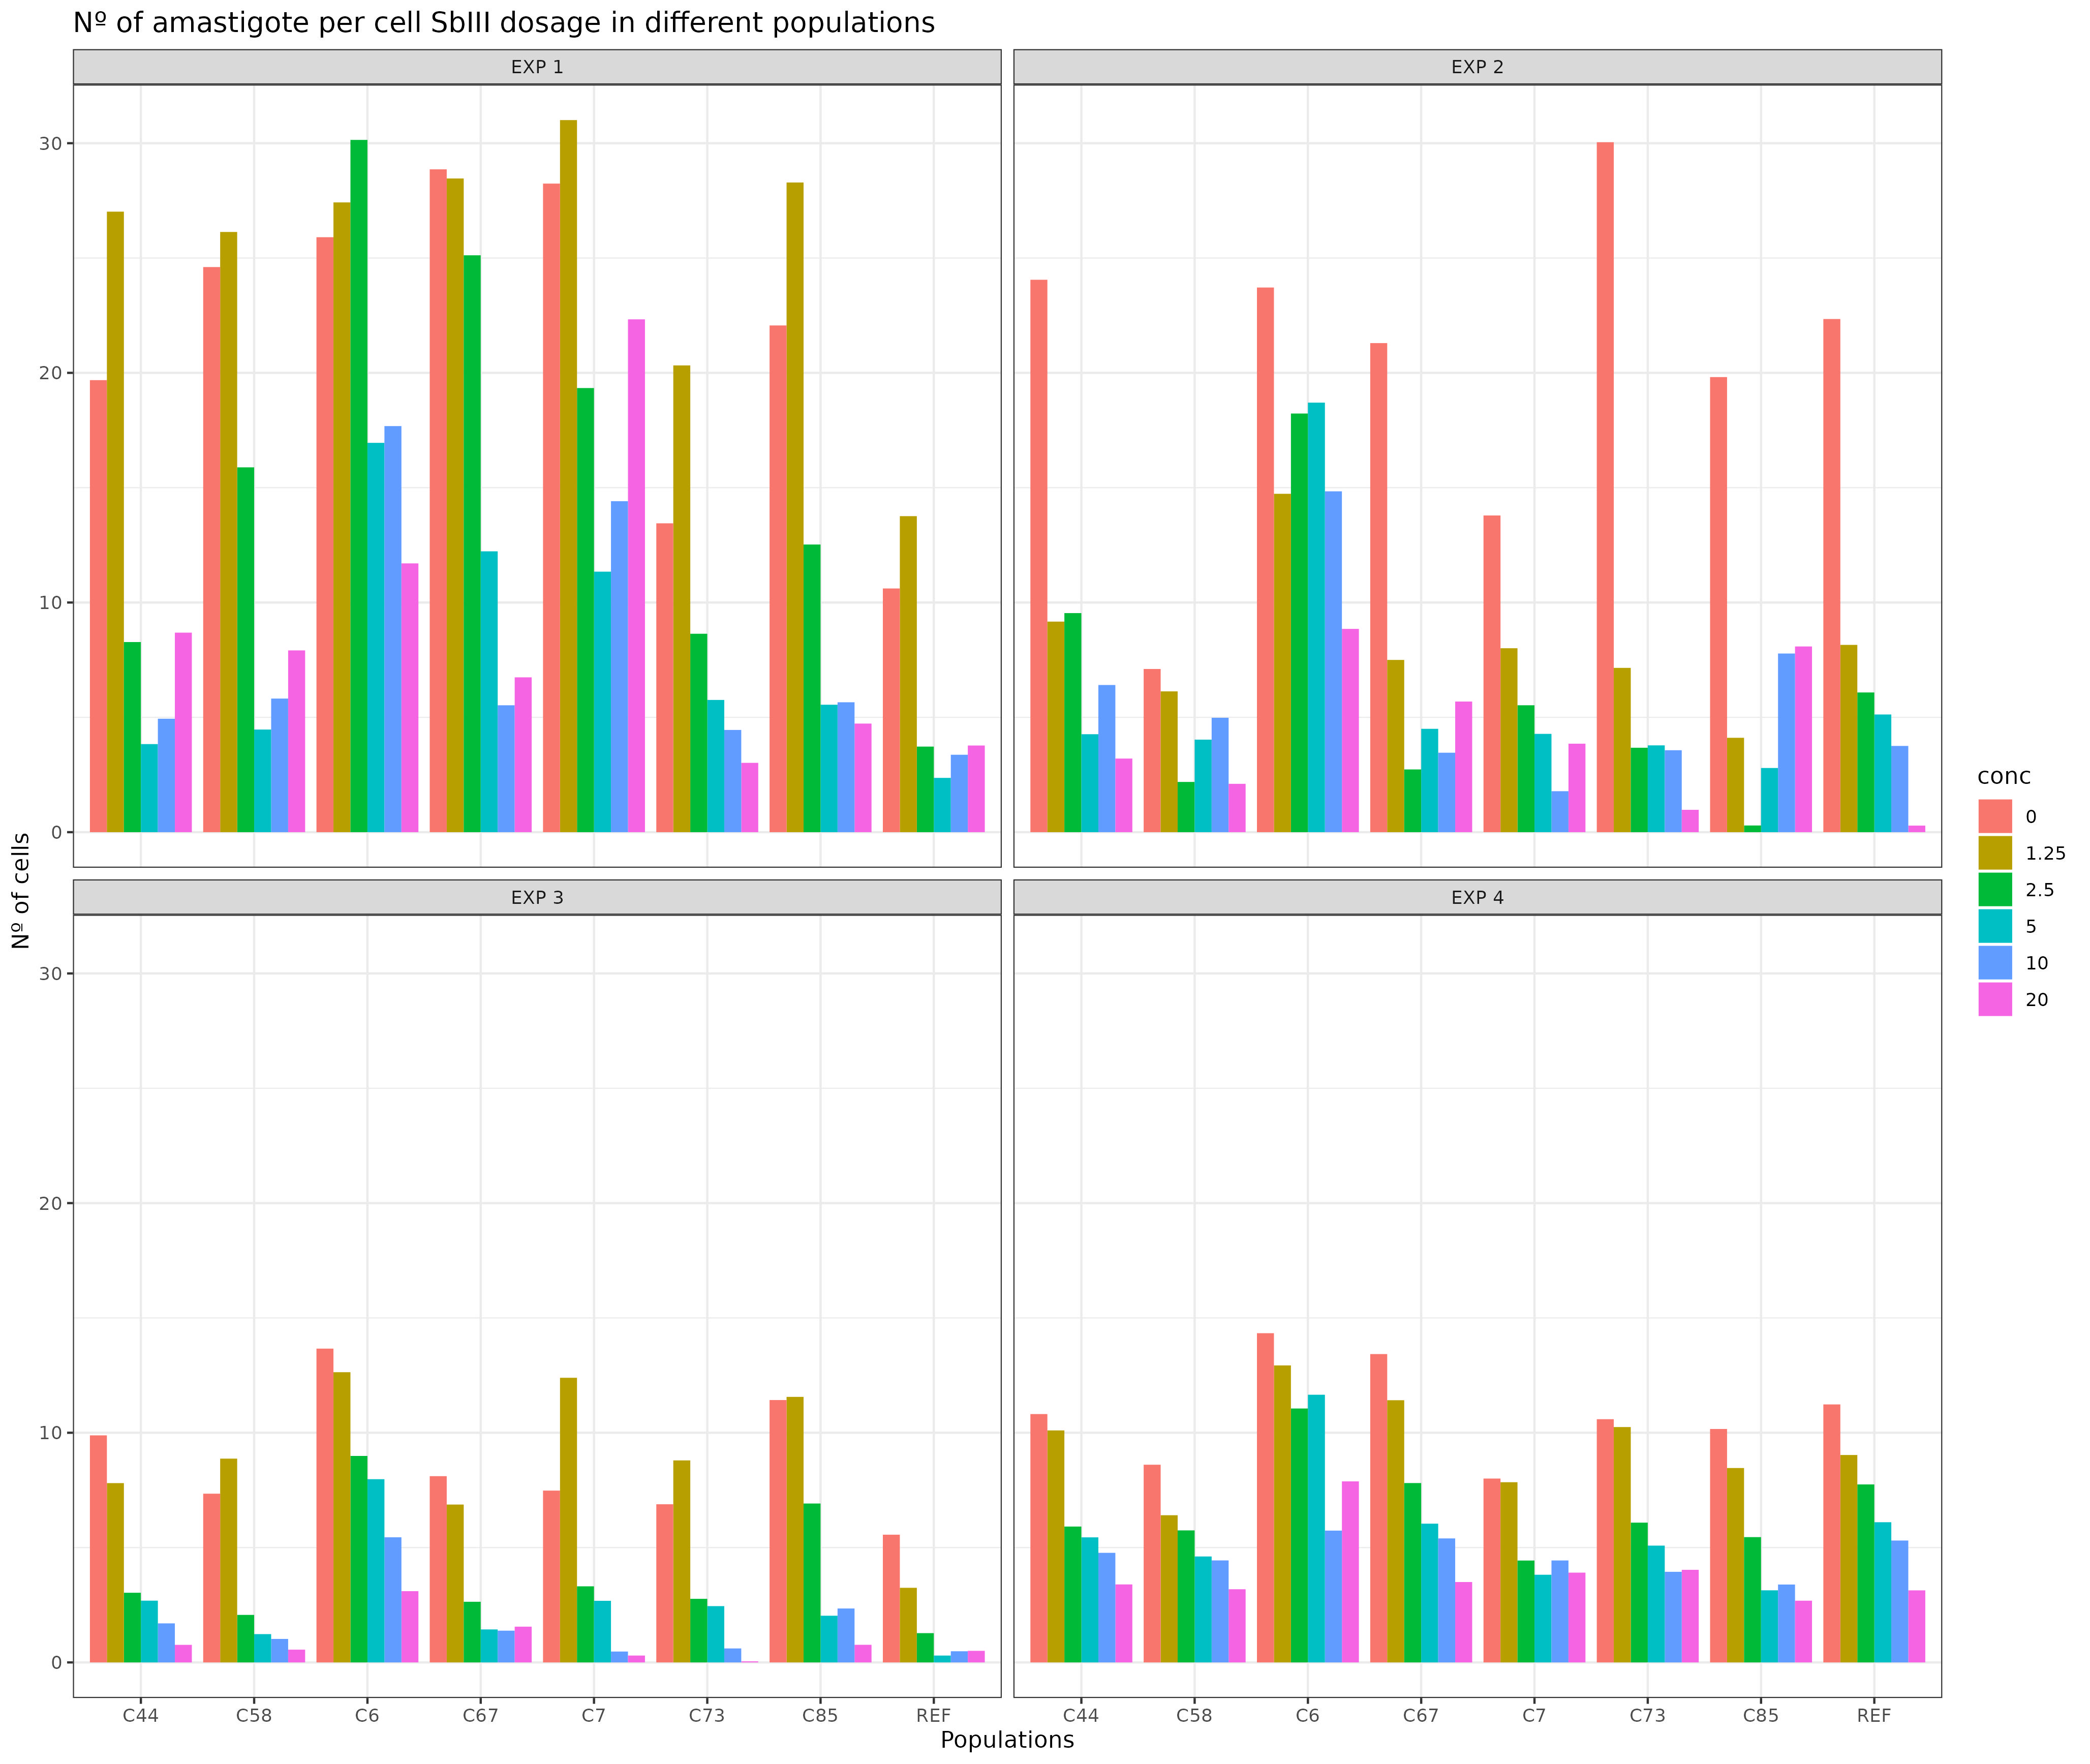 Nº of amastigote per cell SbIII dosage in different populations
EXP 1
EXP 2
30
20
10
0
EXP 3
EXP 4
30
20
10
0
Nº of cells
C44 C58 C6 C67 C7 C73 C85 REF
C44 C58 C6 C67 C7 C73 C85 REF
Populations
conc
0
1.25
2.5
5
10
20